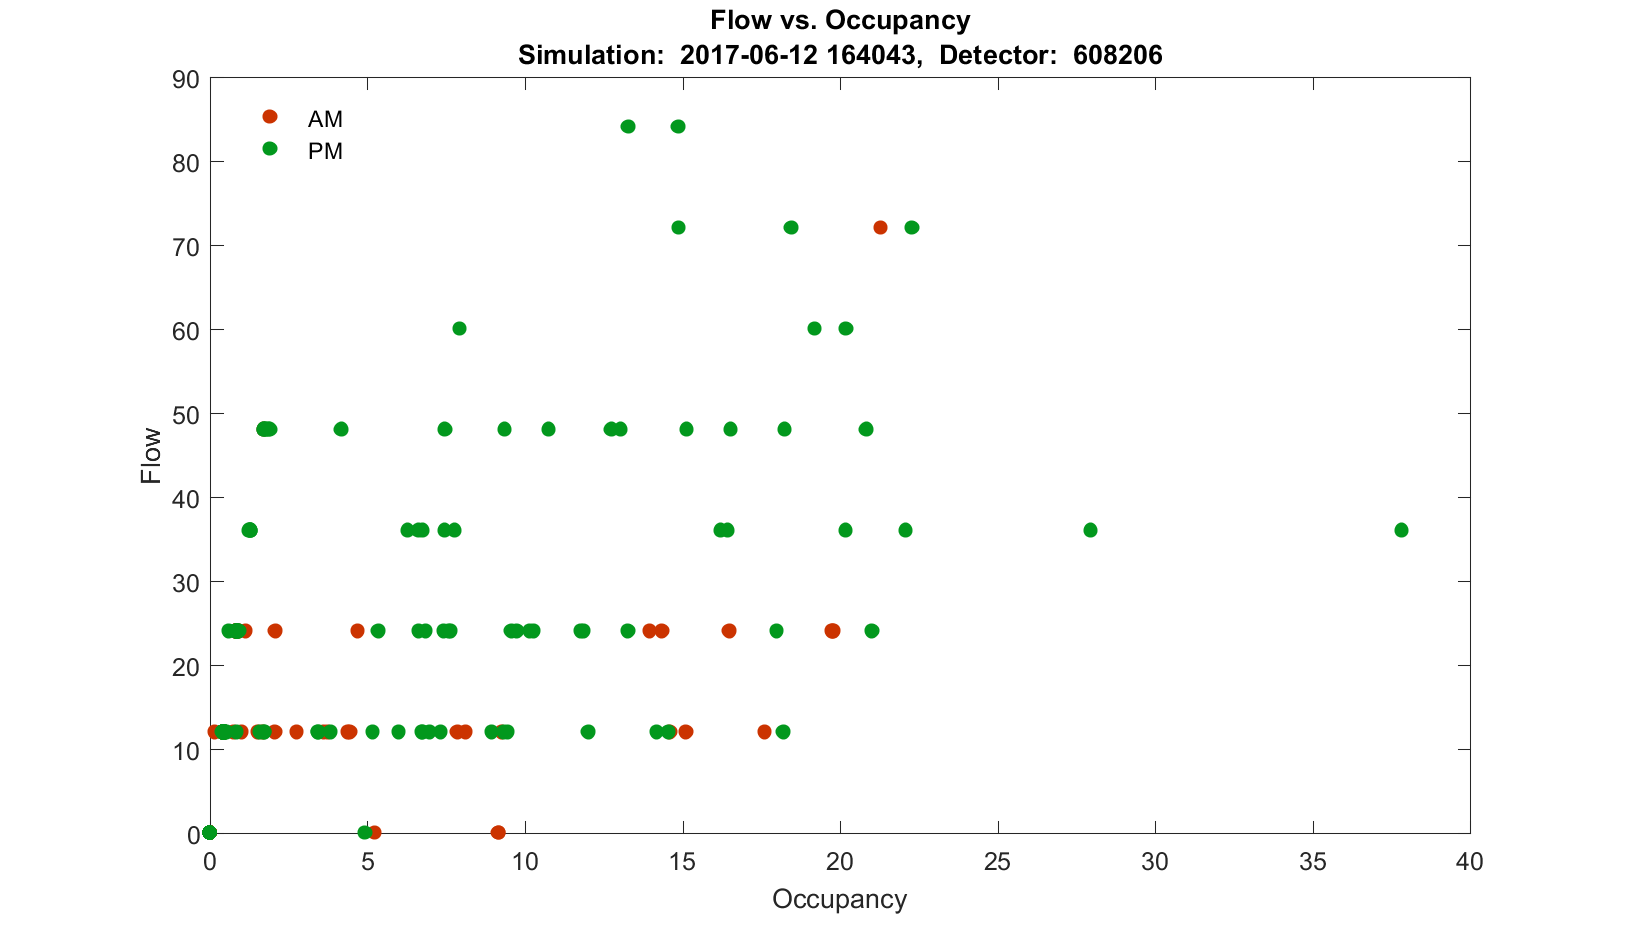 Flow vs. Occupancy
Simulation:  2017-06-12 164043,  Detector:  608206
90
AM
PM
80
70
60
50
Flow
40
30
20
10
0
0 5 10 15 20 25 30 35 40
Occupancy